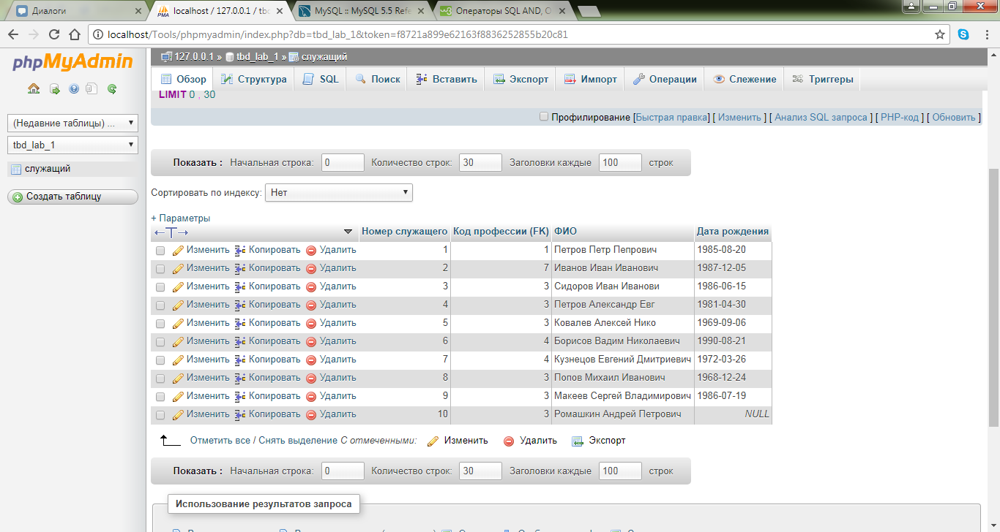 Диалоги
localhost / 127.0.0.1 / tbd
MySQL :: MySQL 5.5 Refe
Операторы SQL AND, O
localhost/Tools/phpmyadmin/index.php?db=tbd_lab_1&token=f8721a899e62163f8836252855b20c81
phpMyAdmin
127.0.0.1 » tbd_lab_1 » служащий
Обзор Структура SQL Поиск Вставить Экспорт Импорт Операции Слежение Триггеры
LIMIT 0 , 30
Профилирование [Быстрая правка] [ Изменить ] [ Анализ SQL запроса ] [ PHP-код ] [ Обновить ]
(Недавние таблицы) ...
tbd_lab_1
служащий
Создать таблицу
Показать : Начальная строка: 0 Количество строк: 30 Заголовки каждые 100 строк
Сортировать по индексу: Нет
+ Параметры
←T→ Номер служащего Код профессии (FK) ФИО Дата рождения
Изменить Копировать Удалить 1 1 Петров Петр Пепрович 1985-08-20
Изменить Копировать Удалить 2 7 Иванов Иван Иванович 1987-12-05
Изменить Копировать Удалить 3 3 Сидоров Иван Иванови 1986-06-15
Изменить Копировать Удалить 4 3 Петров Александр Евг 1981-04-30
Изменить Копировать Удалить 5 3 Ковалев Алексей Нико 1969-09-06
Изменить Копировать Удалить 6 4 Борисов Вадим Николаевич 1990-08-21
Изменить Копировать Удалить 7 4 Кузнецов Евгений Дмитриевич 1972-03-26
Изменить Копировать Удалить 8 3 Попов Михаил Иванович 1968-12-24
Изменить Копировать Удалить 9 3 Макеев Сергей Владимирович 1986-07-19
Изменить Копировать Удалить 10 3 Ромашкин Андрей Петрович NULL
Отметить все / Снять выделение С отмеченными: Изменить Удалить Экспорт
Показать : Начальная строка: 0 Количество строк: 30 Заголовки каждые 100 строк
Использование результатов запроса